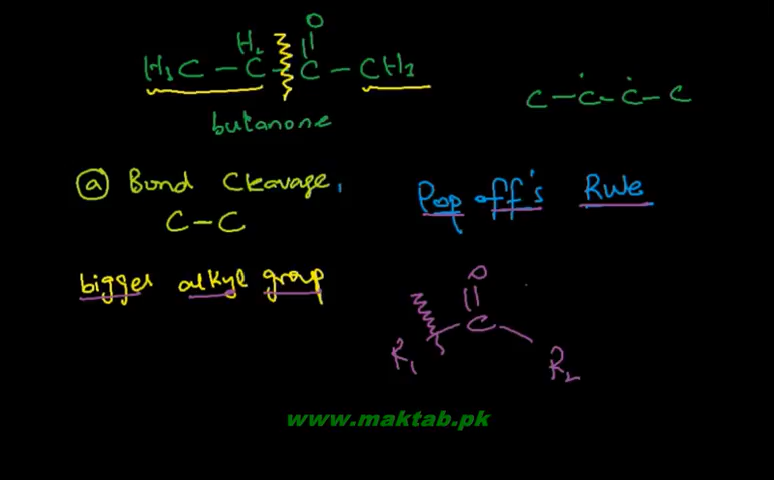 O
H₂
H₃C – C – C – CH₃
C – C – C – C
butanone
(a) Bond Cleavage,
Pop off's Rule
C – C
bigger alkyl group
O
C
R₁
R₂
www.maktab.pk